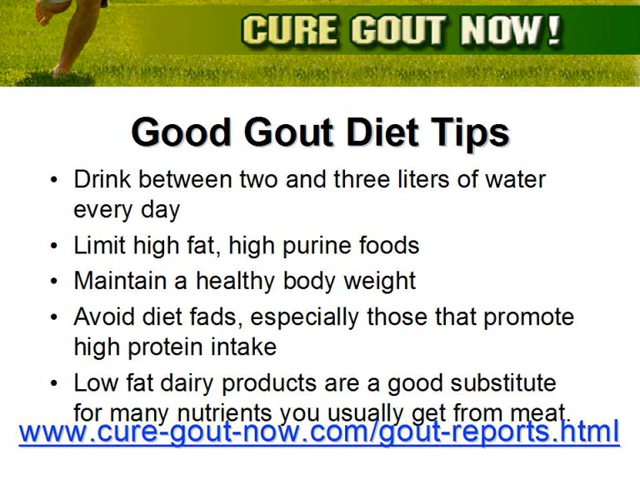 CURE GOUT NOW!
Good Gout Diet Tips
• Drink between two and three liters of water
every day
• Limit high fat, high purine foods
• Maintain a healthy body weight
• Avoid diet fads, especially those that promote
high protein intake
• Low fat dairy products are a good substitute
for many nutrients you usually get from meat.
www.cure-gout-now.com/gout-reports.html